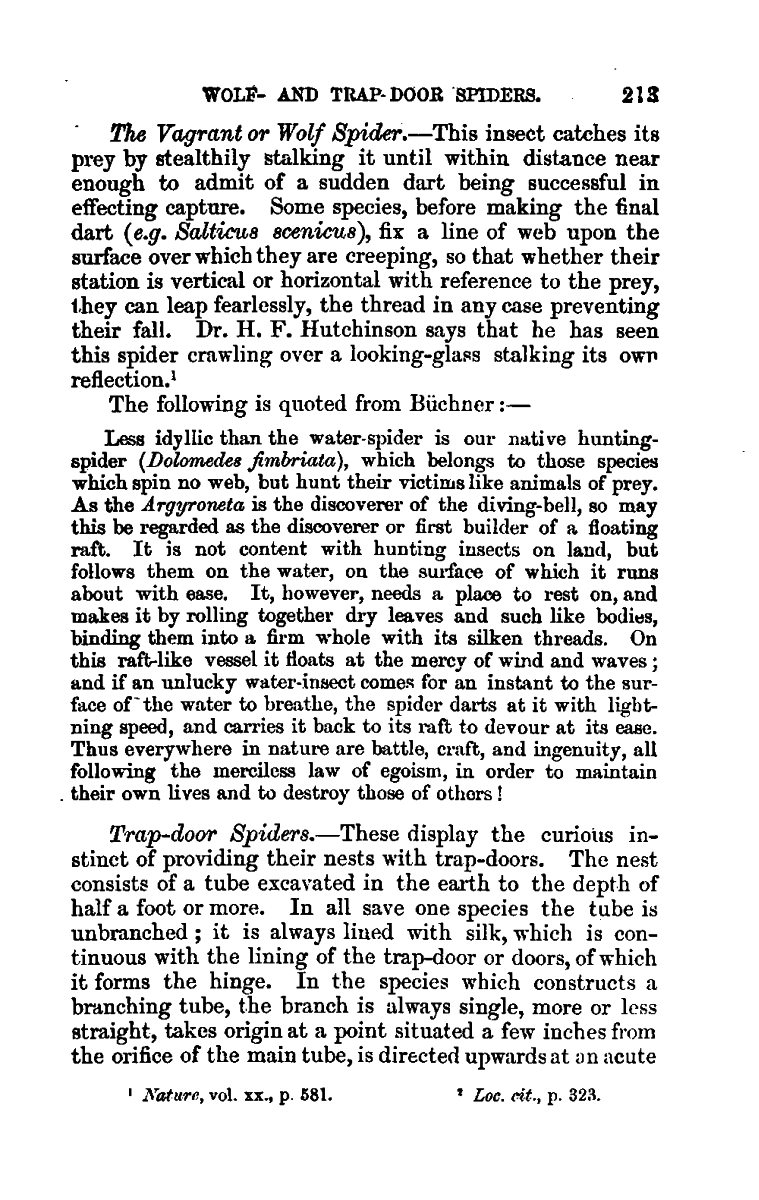 WOLF- AND TRAP-DOOR SPIDERS. 213
The Vagrant or Wolf Spider.—This insect catches its
prey by stealthily stalking it until within distance near
enough to admit of a sudden dart being successful in
effecting capture. Some species, before making the final
dart (e.g. Salticus scenicus), fix a line of web upon the
surface over which they are creeping, so that whether their
station is vertical or horizontal with reference to the prey,
they can leap fearlessly, the thread in any case preventing
their fall. Dr. H. F. Hutchinson says that he has seen
this spider crawling over a looking-glass stalking its own
reflection.¹
The following is quoted from Büchner:—
Less idyllic than the water-spider is our native hunting-
spider (Dolomedes fimbriata), which belongs to those species
which spin no web, but hunt their victims like animals of prey.
As the Argyroneta is the discoverer of the diving-bell, so may
this be regarded as the discoverer or first builder of a floating
raft. It is not content with hunting insects on land, but
follows them on the water, on the surface of which it runs
about with ease. It, however, needs a place to rest on, and
makes it by rolling together dry leaves and such like bodies,
binding them into a firm whole with its silken threads. On
this raft-like vessel it floats at the mercy of wind and waves;
and if an unlucky water-insect comes for an instant to the sur-
face of the water to breathe, the spider darts at it with light-
ning speed, and carries it back to its raft to devour at its ease.
Thus everywhere in nature are battle, craft, and ingenuity, all
following the merciless law of egoism, in order to maintain
their own lives and to destroy those of others!
Trap-door Spiders.—These display the curious in-
stinct of providing their nests with trap-doors. The nest
consists of a tube excavated in the earth to the depth of
half a foot or more. In all save one species the tube is
unbranched; it is always lined with silk, which is con-
tinuous with the lining of the trap-door or doors, of which
it forms the hinge. In the species which constructs a
branching tube, the branch is always single, more or less
straight, takes origin at a point situated a few inches from
the orifice of the main tube, is directed upwards at an acute
¹ Nature, vol. xx., p. 581. ² Loc. cit., p. 323.